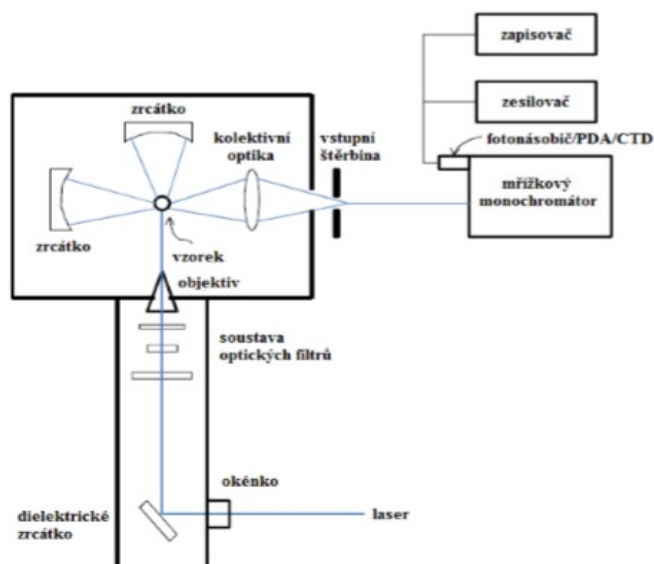 zapisovač
zesilovač
fotonásobič/PDA/CTD
mřížkový
monochromátor
zrcátko
kolektivní
optika
vstupní
štěrbina
zrcátko
vzorek
objektiv
soustava
optických filtrů
okénko
dielektrické
zrcátko
laser